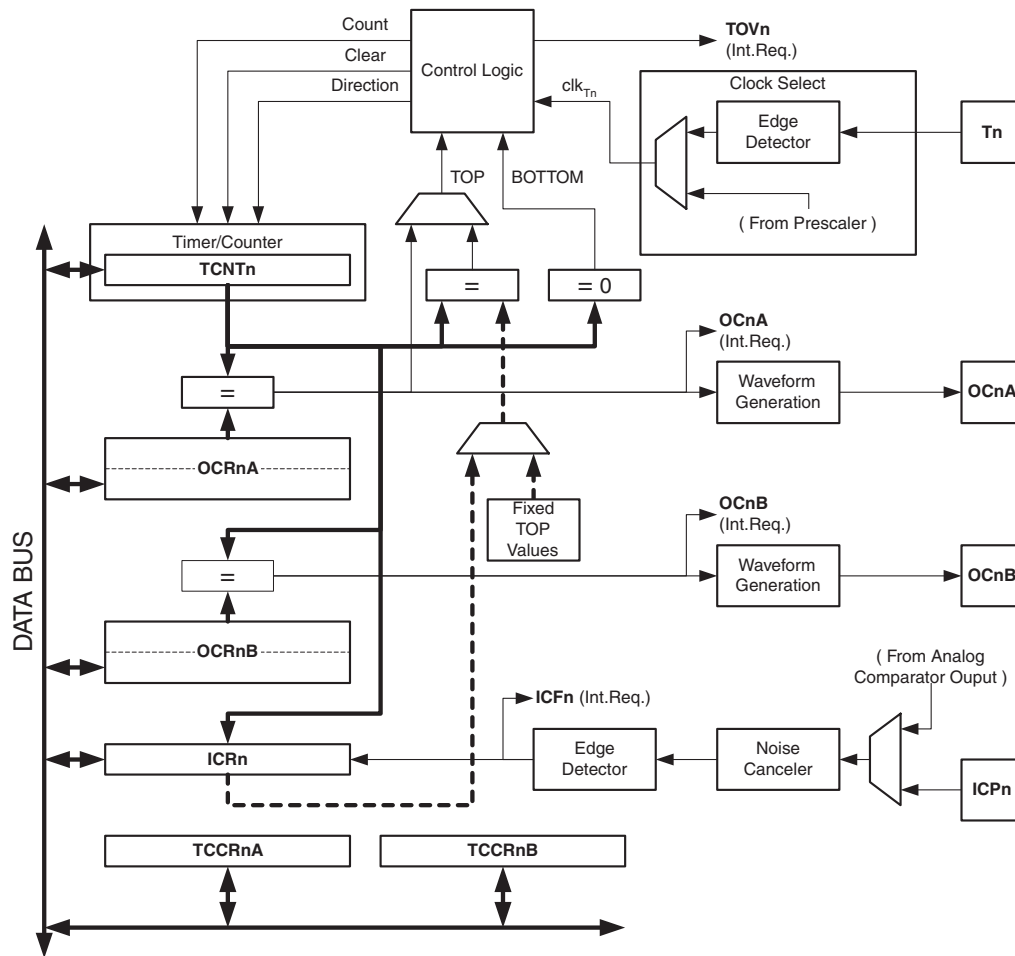 Count
Clear
Direction
Control Logic
TOVn
(Int.Req.)
clkTn
Clock Select
Edge
Detector
Tn
( From Prescaler )
TOP
BOTTOM
Timer/Counter
TCNTn
=
= 0
OCnA
(Int.Req.)
=
Waveform
Generation
OCnA
OCRnA
Fixed
TOP
Values
OCnB
(Int.Req.)
=
Waveform
Generation
OCnB
DATA BUS
OCRnB
( From Analog
Comparator Ouput )
ICFn (Int.Req.)
ICRn
Edge
Detector
Noise
Canceler
ICPn
TCCRnA
TCCRnB